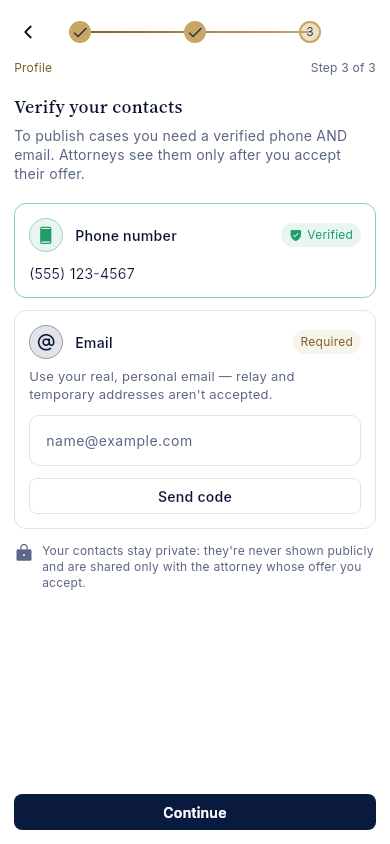 3
Profile
Step 3 of 3
Verify your contacts
To publish cases you need a verified phone AND
email. Attorneys see them only after you accept
their offer.
Phone number
Verified
(555) 123-4567
Email
Required
Use your real, personal email — relay and
temporary addresses aren't accepted.
name@example.com
Send code
Your contacts stay private: they're never shown publicly
and are shared only with the attorney whose offer you
accept.
Continue